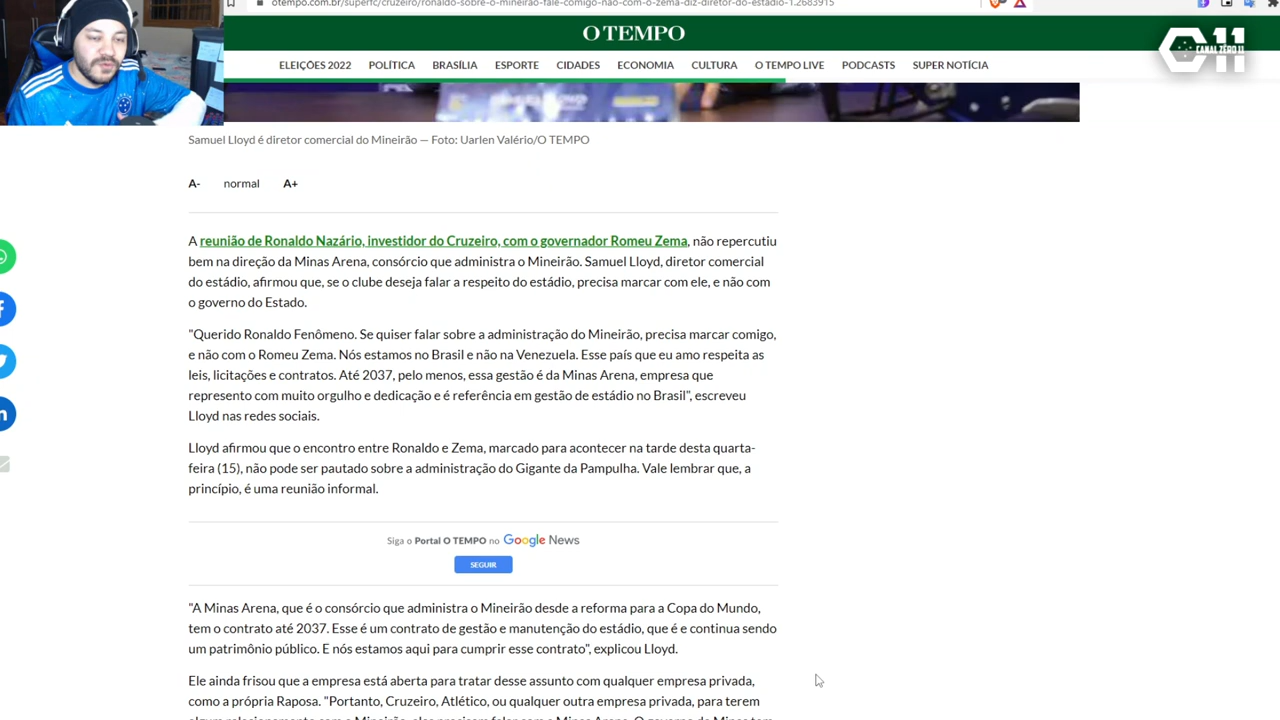 otempo.com.br/superfc/cruzeiro/ronaldo-sobre-o-mineirao-fale-comigo-nao-com-o-zema-diz-diretor-do-estadio-1.2683915
O TEMPO
CANAL ZERO 11
ELEIÇÕES 2022 POLÍTICA BRASÍLIA ESPORTE CIDADES ECONOMIA CULTURA O TEMPO LIVE PODCASTS SUPER NOTÍCIA
Samuel Lloyd é diretor comercial do Mineirão — Foto: Uarlen Valério/O TEMPO
A- normal A+
A reunião de Ronaldo Nazário, investidor do Cruzeiro, com o governador Romeu Zema, não repercutiu
bem na direção da Minas Arena, consórcio que administra o Mineirão. Samuel Lloyd, diretor comercial
do estádio, afirmou que, se o clube deseja falar a respeito do estádio, precisa marcar com ele, e não com
o governo do Estado.
"Querido Ronaldo Fenômeno. Se quiser falar sobre a administração do Mineirão, precisa marcar comigo,
e não com o Romeu Zema. Nós estamos no Brasil e não na Venezuela. Esse país que eu amo respeita as
leis, licitações e contratos. Até 2037, pelo menos, essa gestão é da Minas Arena, empresa que
represento com muito orgulho e dedicação e é referência em gestão de estádio no Brasil", escreveu
Lloyd nas redes sociais.
Lloyd afirmou que o encontro entre Ronaldo e Zema, marcado para acontecer na tarde desta quarta-
feira (15), não pode ser pautado sobre a administração do Gigante da Pampulha. Vale lembrar que, a
princípio, é uma reunião informal.
Siga o Portal O TEMPO no Google News
SEGUIR
"A Minas Arena, que é o consórcio que administra o Mineirão desde a reforma para a Copa do Mundo,
tem o contrato até 2037. Esse é um contrato de gestão e manutenção do estádio, que é e continua sendo
um patrimônio público. E nós estamos aqui para cumprir esse contrato", explicou Lloyd.
Ele ainda frisou que a empresa está aberta para tratar desse assunto com qualquer empresa privada,
como a própria Raposa. "Portanto, Cruzeiro, Atlético, ou qualquer outra empresa privada, para terem